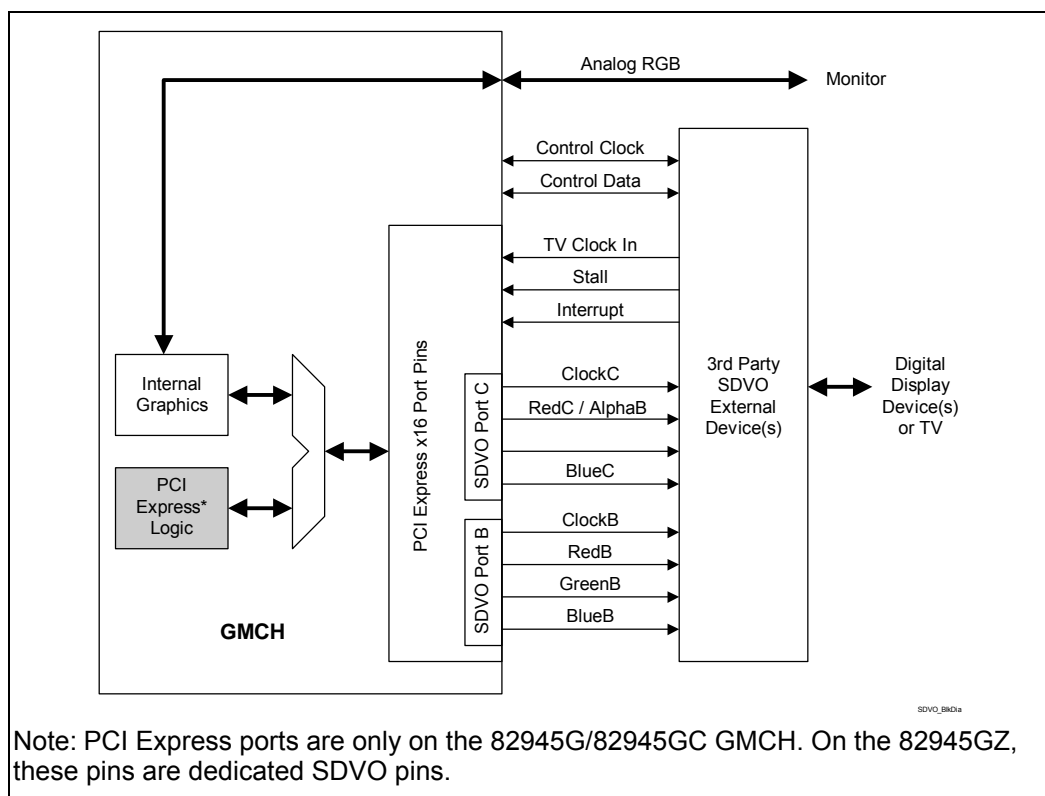 Analog RGB
Monitor
Control Clock
Control Data
TV Clock In
Stall
Interrupt
Internal
Graphics
PCI
Express*
Logic
GMCH
PCI Express x16 Port Pins
SDVO Port C
SDVO Port B
ClockC
RedC / AlphaB
BlueC
ClockB
RedB
GreenB
BlueB
3rd Party
SDVO
External
Device(s)
Digital
Display
Device(s)
or TV
SDVO_BlkDia
Note: PCI Express ports are only on the 82945G/82945GC GMCH. On the 82945GZ,
these pins are dedicated SDVO pins.